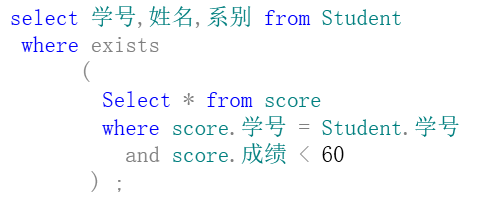 select 学号,姓名,系别 from Student
where exists
(
Select * from score
where score.学号 = Student.学号
and score.成绩 < 60
) ;